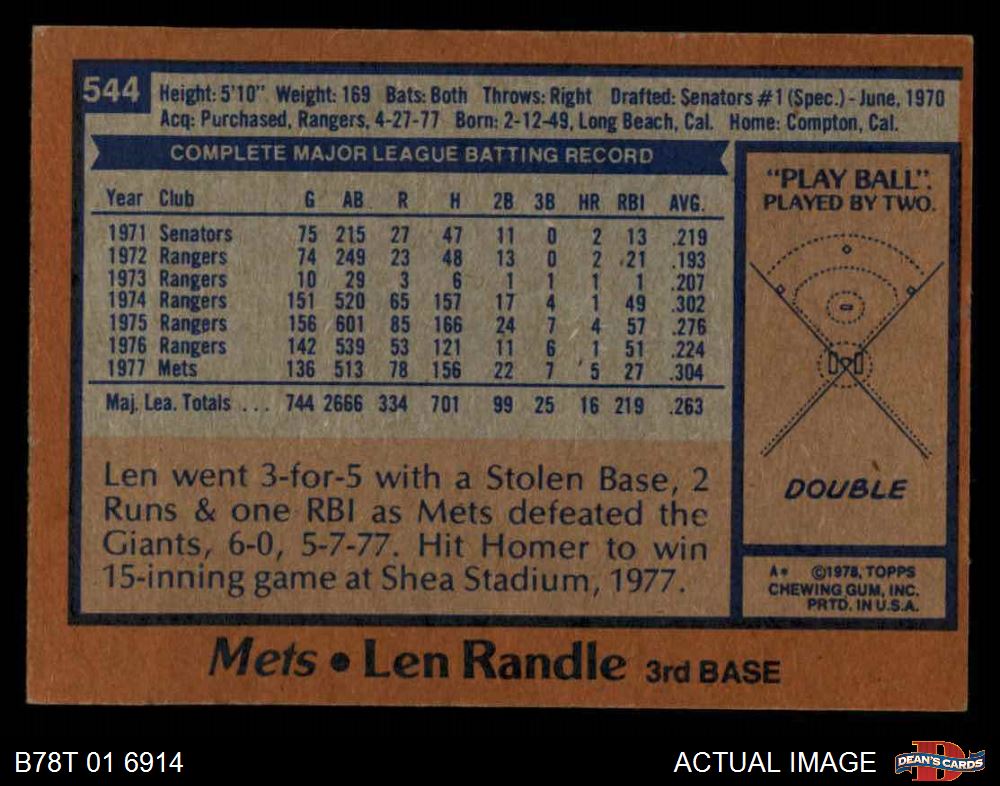 544
Height: 5'10" Weight: 169 Bats: Both Throws: Right Drafted: Senators #1 (Spec.) - June, 1970
Acq: Purchased, Rangers, 4-27-77 Born: 2-12-49, Long Beach, Cal. Home: Compton, Cal.
COMPLETE MAJOR LEAGUE BATTING RECORD
Year Club G AB R H 2B 3B HR RBI AVG.
1971 Senators 75 215 27 47 11 0 2 13 .219
1972 Rangers 74 249 23 48 13 0 2 21 .193
1973 Rangers 10 29 3 6 1 1 1 1 .207
1974 Rangers 151 520 65 157 17 4 1 49 .302
1975 Rangers 156 601 85 166 24 7 4 57 .276
1976 Rangers 142 539 53 121 11 6 1 51 .224
1977 Mets 136 513 78 156 22 7 5 27 .304
Maj. Lea. Totals ... 744 2666 334 701 99 25 16 219 .263
Len went 3-for-5 with a Stolen Base, 2
Runs & one RBI as Mets defeated the
Giants, 6-0, 5-7-77. Hit Homer to win
15-inning game at Shea Stadium, 1977.
"PLAY BALL".
PLAYED BY TWO.
DOUBLE
A* ©1978, TOPPS
CHEWING GUM, INC.
PRTD. IN U.S.A.
Mets • Len Randle 3rd BASE
B78T 01 6914
ACTUAL IMAGE
D
DEAN'S CARDS